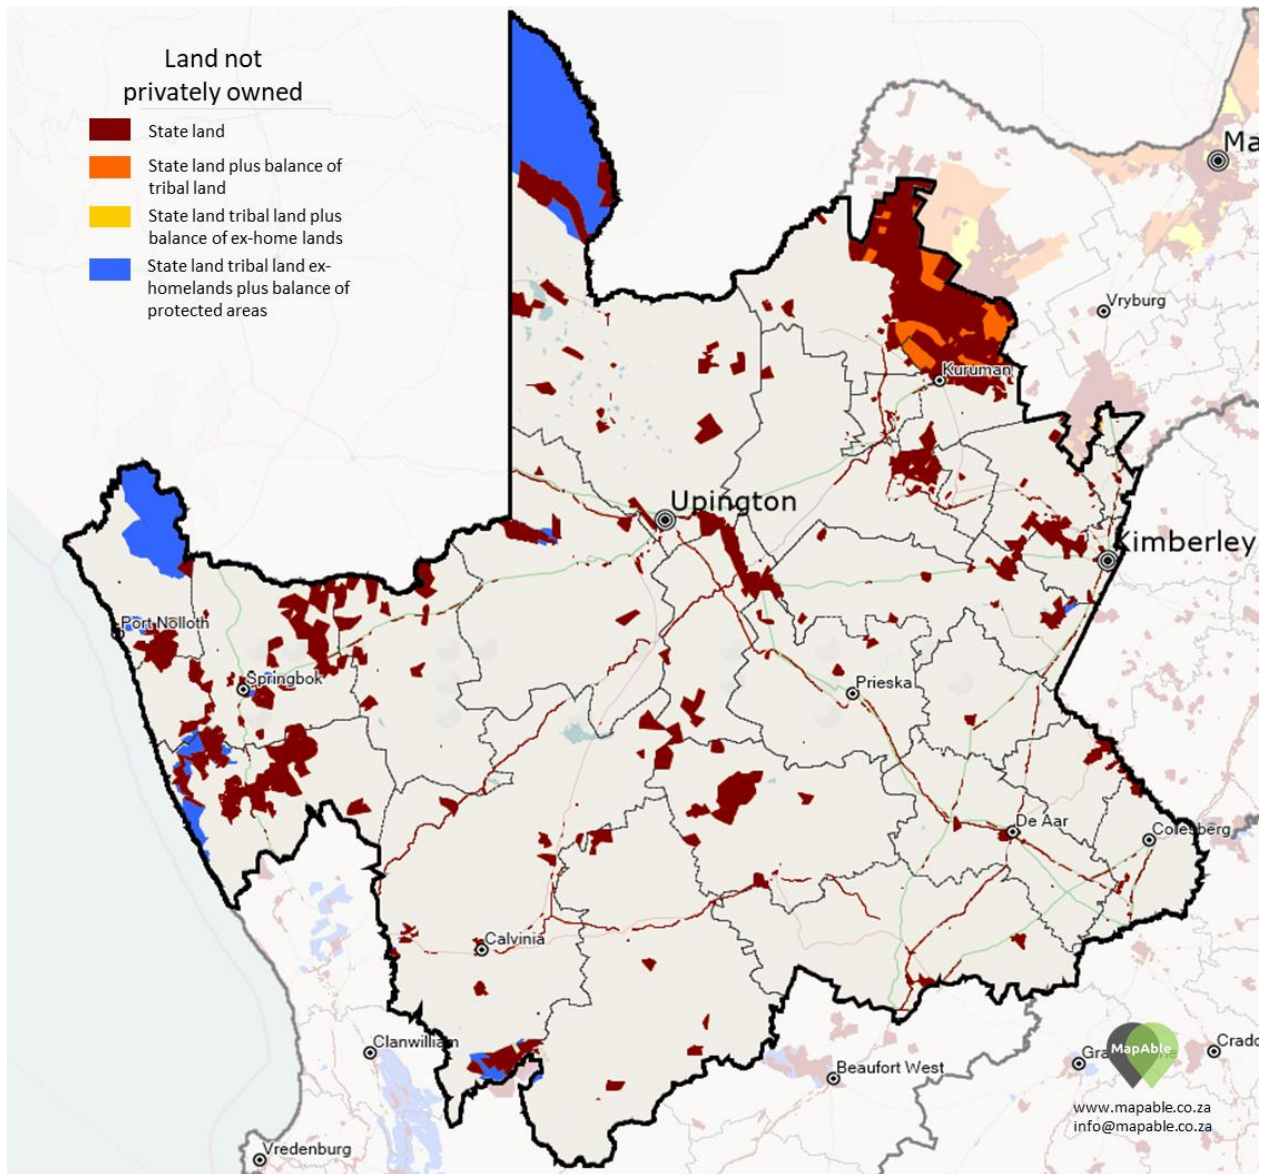 Land not
privately owned
State land
State land plus balance of
tribal land
State land tribal land plus
balance of ex-home lands
State land tribal land ex-
homelands plus balance of
protected areas
Ma
Vryburg
Kuruman
Upington
Kimberley
Port Nolloth
Springbok
Prieska
De Aar
Colesberg
Calvinia
Clanwilliam
Beaufort West
MapAble
Crado
www.mapable.co.za
info@mapable.co.za
Vredenburg